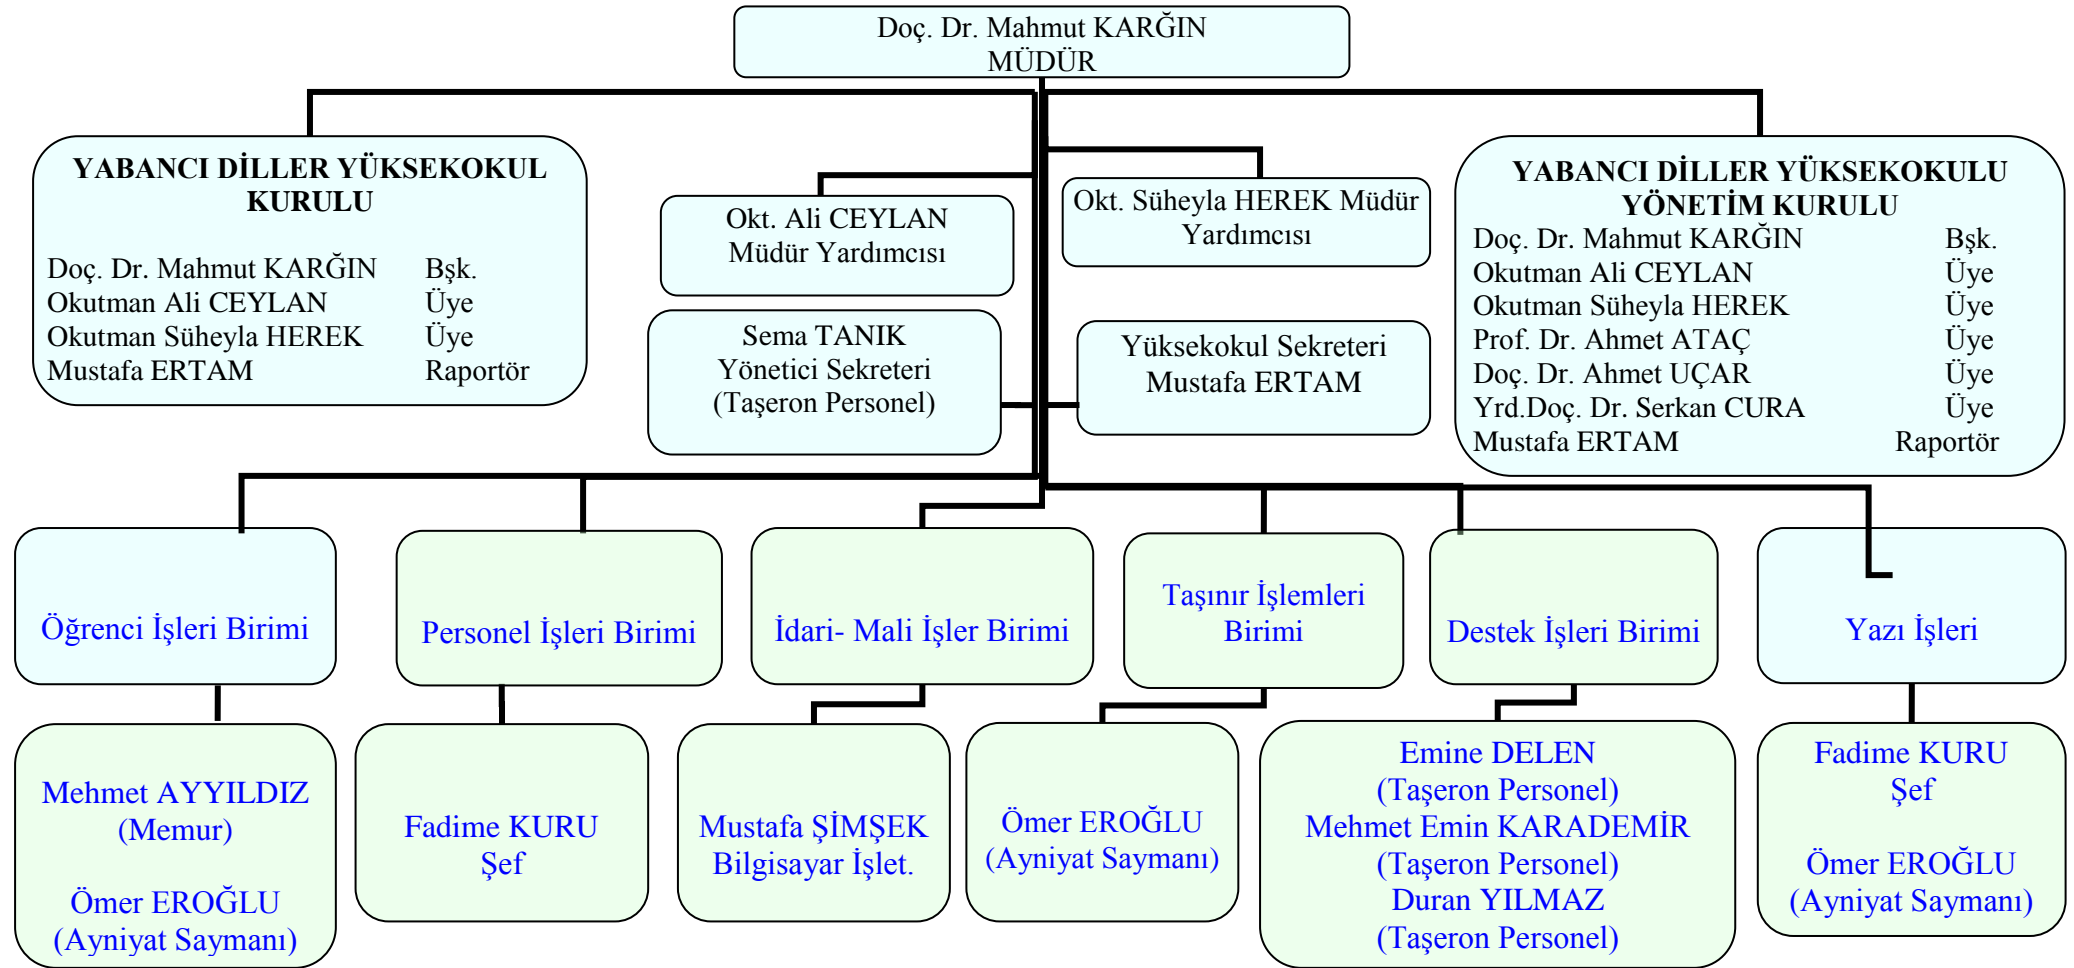 Doç. Dr. Mahmut KARĞIN
MÜDÜR
YABANCI DİLLER YÜKSEKOKUL
KURULU
Doç. Dr. Mahmut KARĞIN Bşk.
Okutman Ali CEYLAN Üye
Okutman Süheyla HEREK Üye
Mustafa ERTAM Raportör
Okt. Ali CEYLAN
Müdür Yardımcısı
Okt. Süheyla HEREK Müdür
Yardımcısı
YABANCI DİLLER YÜKSEKOKULU
YÖNETİM KURULU
Doç. Dr. Mahmut KARĞIN Bşk.
Okutman Ali CEYLAN Üye
Okutman Süheyla HEREK Üye
Prof. Dr. Ahmet ATAÇ Üye
Doç. Dr. Ahmet UÇAR Üye
Yrd.Doç. Dr. Serkan CURA Üye
Mustafa ERTAM Raportör
Sema TANIK
Yönetici Sekreteri
(Taşeron Personel)
Yüksekokul Sekreteri
Mustafa ERTAM
Öğrenci İşleri Birimi
Personel İşleri Birimi
İdari- Mali İşler Birimi
Taşınır İşlemleri
Birimi
Destek İşleri Birimi
Yazı İşleri
Mehmet AYYILDIZ
(Memur)
Ömer EROĞLU
(Ayniyat Saymanı)
Fadime KURU
Şef
Mustafa ŞİMŞEK
Bilgisayar İşlet.
Ömer EROĞLU
(Ayniyat Saymanı)
Emine DELEN
(Taşeron Personel)
Mehmet Emin KARADEMİR
(Taşeron Personel)
Duran YILMAZ
(Taşeron Personel)
Fadime KURU
Şef
Ömer EROĞLU
(Ayniyat Saymanı)